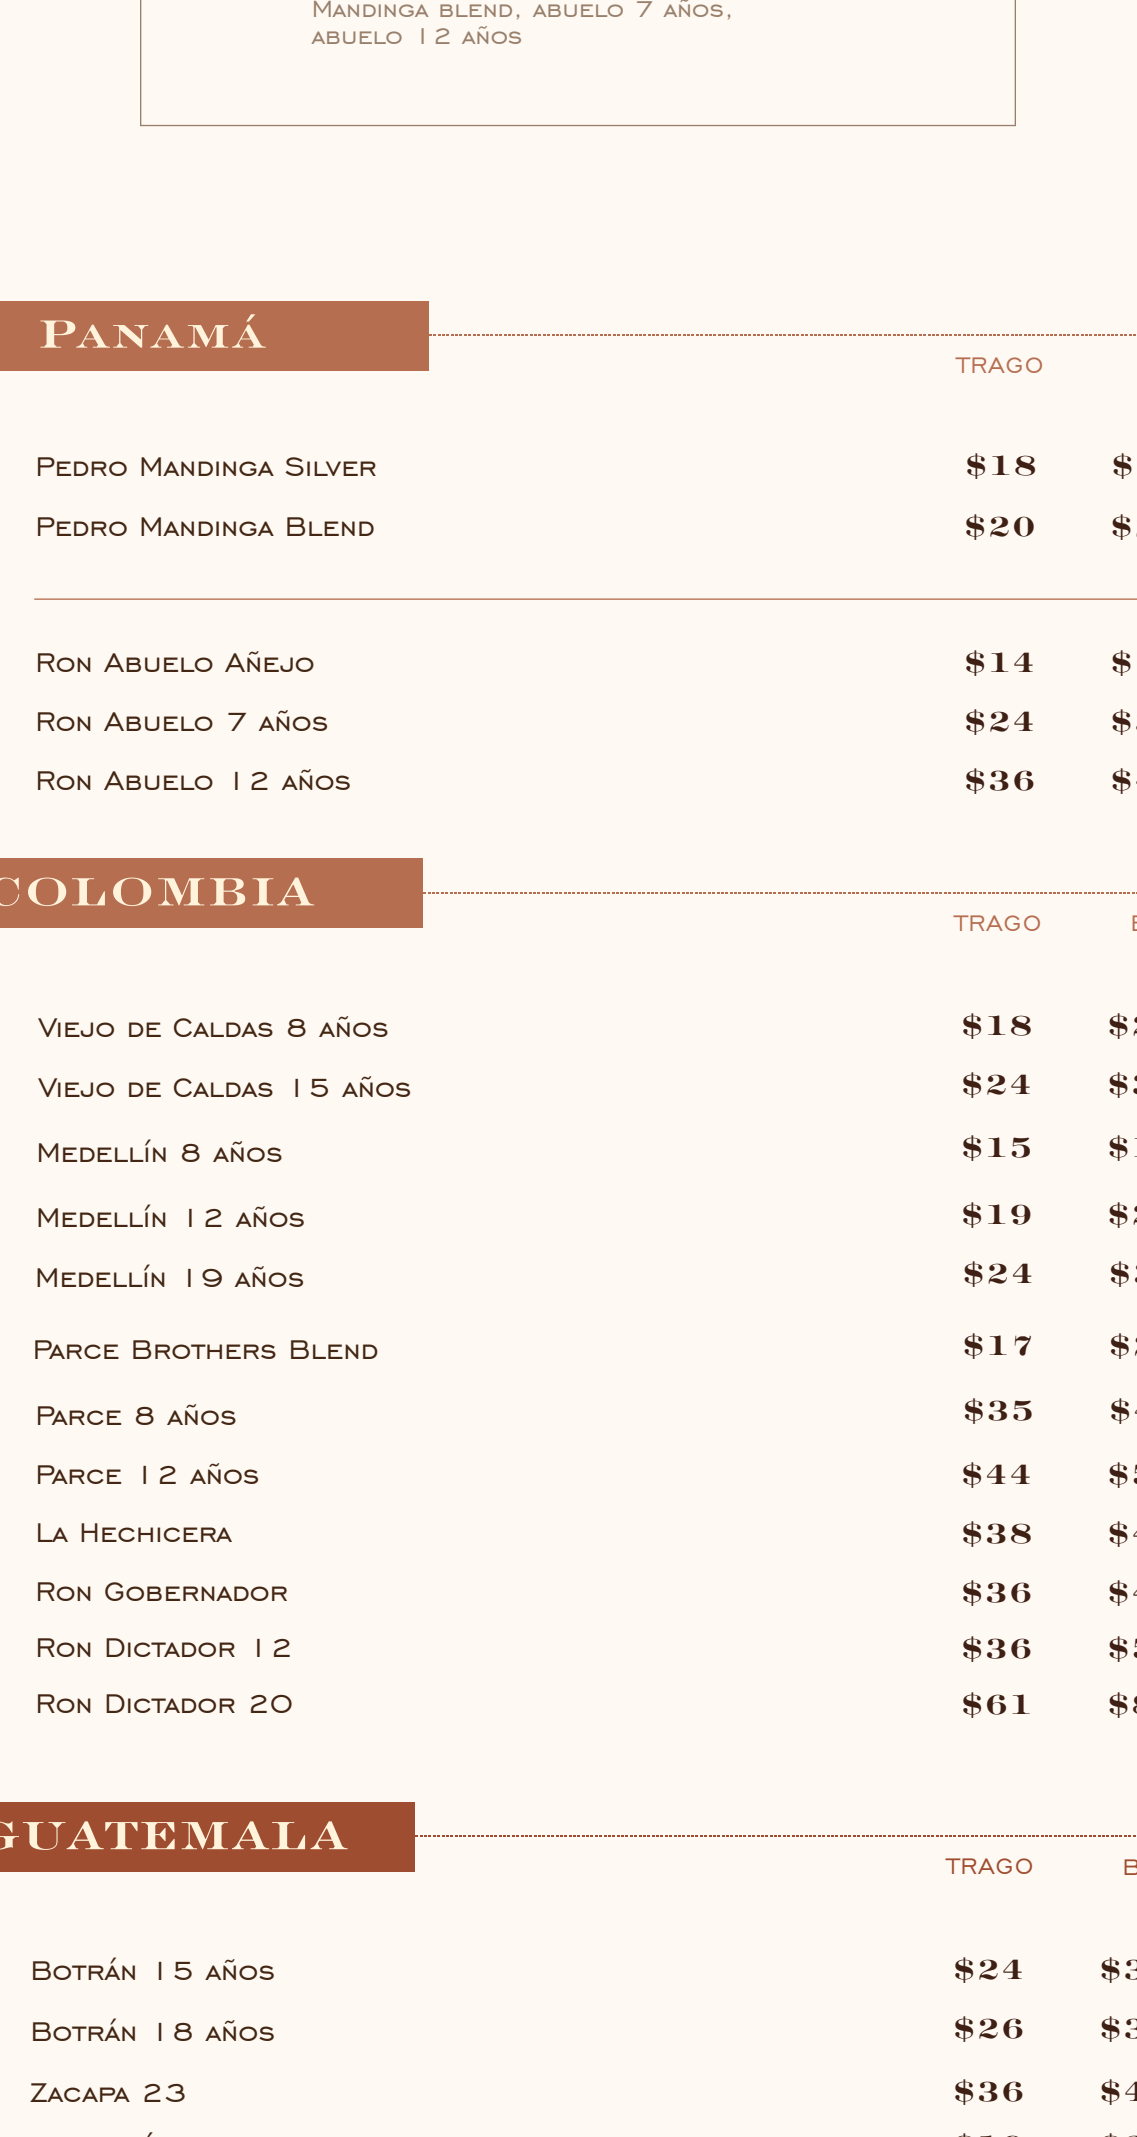 Mandinga blend, abuelo 7 años,
abuelo 12 años
Panamá
TRAGO
Pedro Mandinga Silver $18
Pedro Mandinga Blend $20
Ron Abuelo Añejo $14
Ron Abuelo 7 años $24
Ron Abuelo 12 años $36
COLOMBIA
TRAGO
Viejo de Caldas 8 años $18
Viejo de Caldas 15 años $24
Medellín 8 años $15
Medellín 12 años $19
Medellín 19 años $24
Parce Brothers Blend $17
Parce 8 años $35
Parce 12 años $44
La Hechicera $38
Ron Gobernador $36
Ron Dictador 12 $36
Ron Dictador 20 $61
GUATEMALA
TRAGO
Botrán 15 años $24
Botrán 18 años $26
Zacapa 23 $36